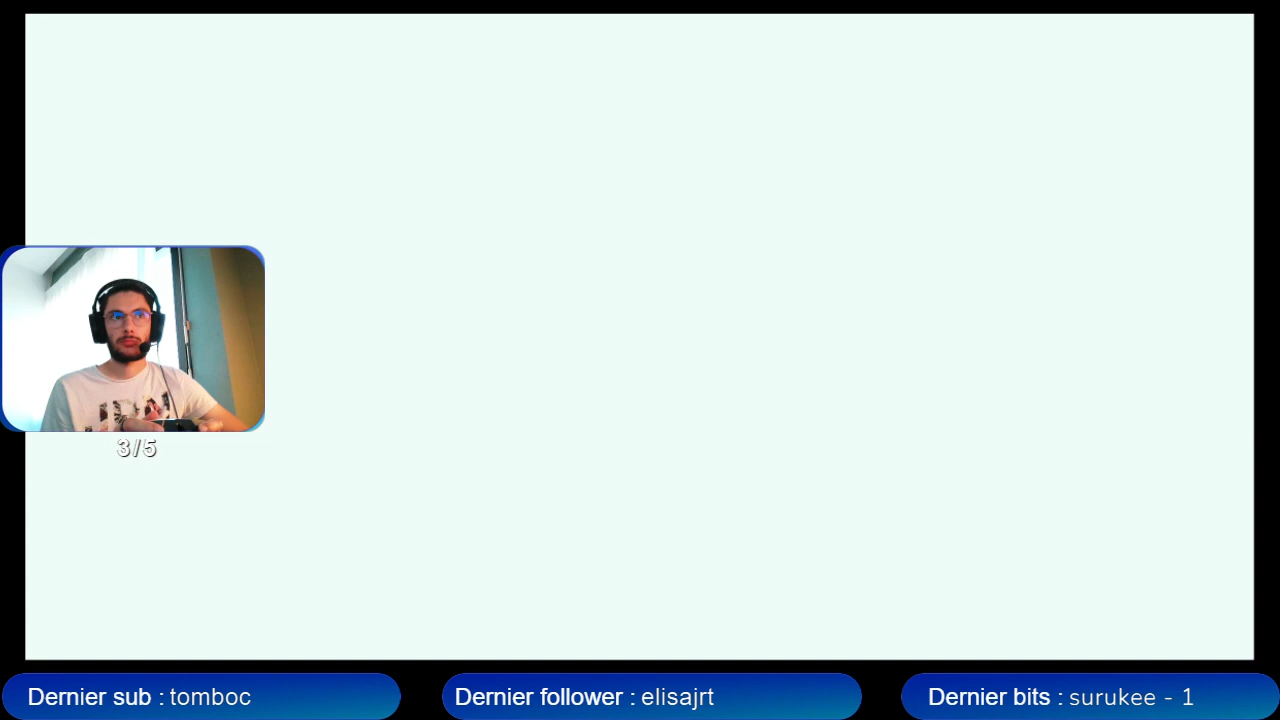 3/5
Dernier sub : tomboc
Dernier follower : elisajrt
Dernier bits : surukee - 1